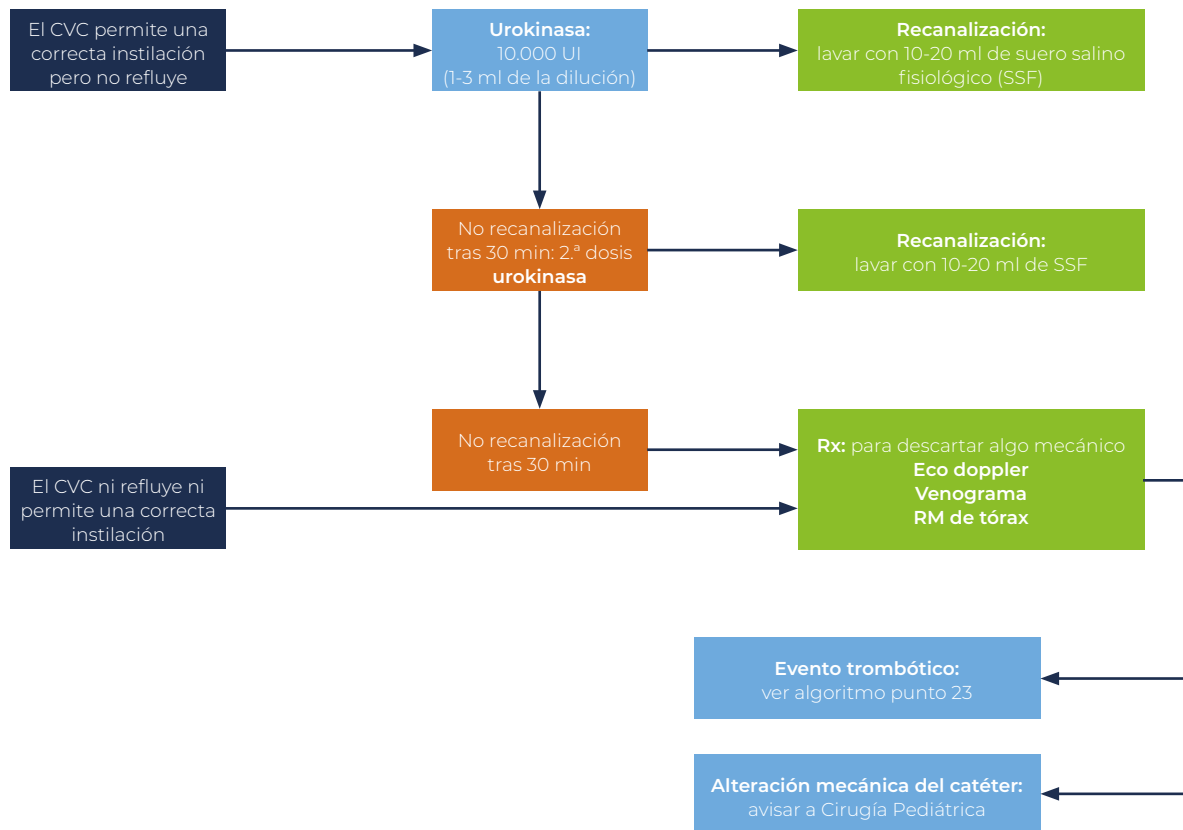 El CVC permite una
correcta instilación
pero no refluye
Urokinasa:
10.000 UI
(1-3 ml de la dilución)
Recanalización:
lavar con 10-20 ml de suero salino
fisiológico (SSF)
No recanalización
tras 30 min: 2.ª dosis
urokinasa
Recanalización:
lavar con 10-20 ml de SSF
No recanalización
tras 30 min
Rx: para descartar algo mecánico
Eco doppler
Venograma
RM de tórax
El CVC ni refluye ni
permite una correcta
instilación
Evento trombótico:
ver algoritmo punto 23
Alteración mecánica del catéter:
avisar a Cirugía Pediátrica